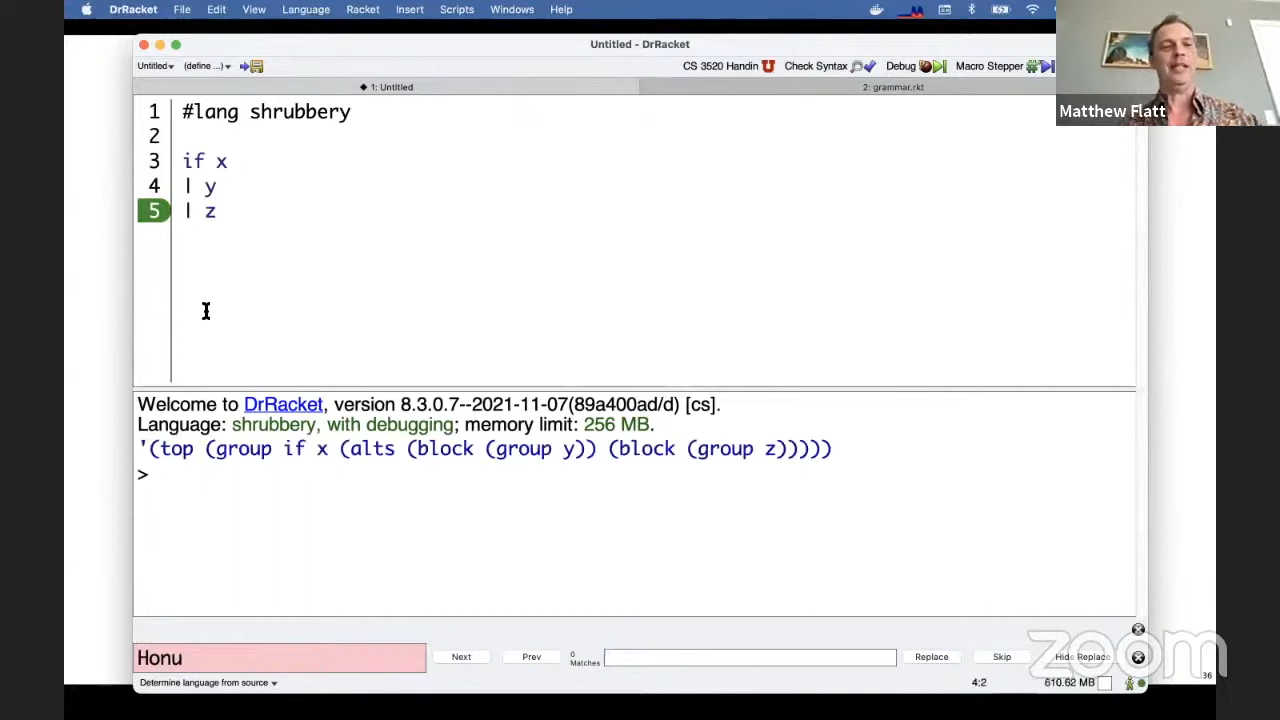 DrRacket File Edit View Language Racket Insert Scripts Windows Help
Untitled - DrRacket
Untitled (define ...) CS 3520 Handin Check Syntax Debug Macro Stepper
1: Untitled 2: grammar.rkt
Matthew Flatt
1 #lang shrubbery
2
3 if x
4 | y
5 | z
Welcome to DrRacket, version 8.3.0.7--2021-11-07(89a400ad/d) [cs].
Language: shrubbery, with debugging; memory limit: 256 MB.
'(top (group if x (alts (block (group y)) (block (group z)))))
>
Honu Next Prev 0 Matches Replace Skip Hide Replace
zoom
Determine language from source 4:2 610.62 MB
36